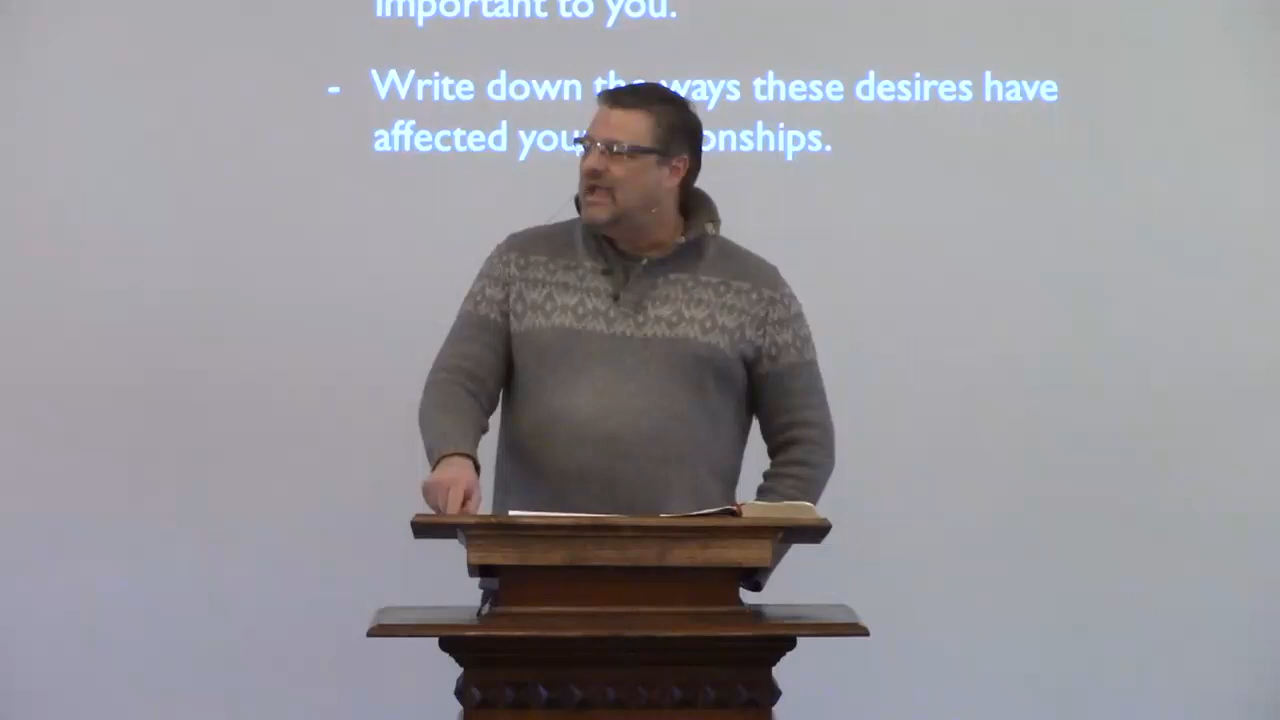 important to you.
- Write down the ways these desires have
affected your relationships.